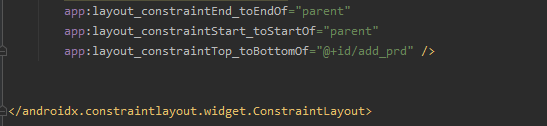 app:layout_constraintEnd_toEndOf="parent"
app:layout_constraintStart_toStartOf="parent"
app:layout_constraintTop_toBottomOf="@+id/add_prd" />
</androidx.constraintlayout.widget.ConstraintLayout>